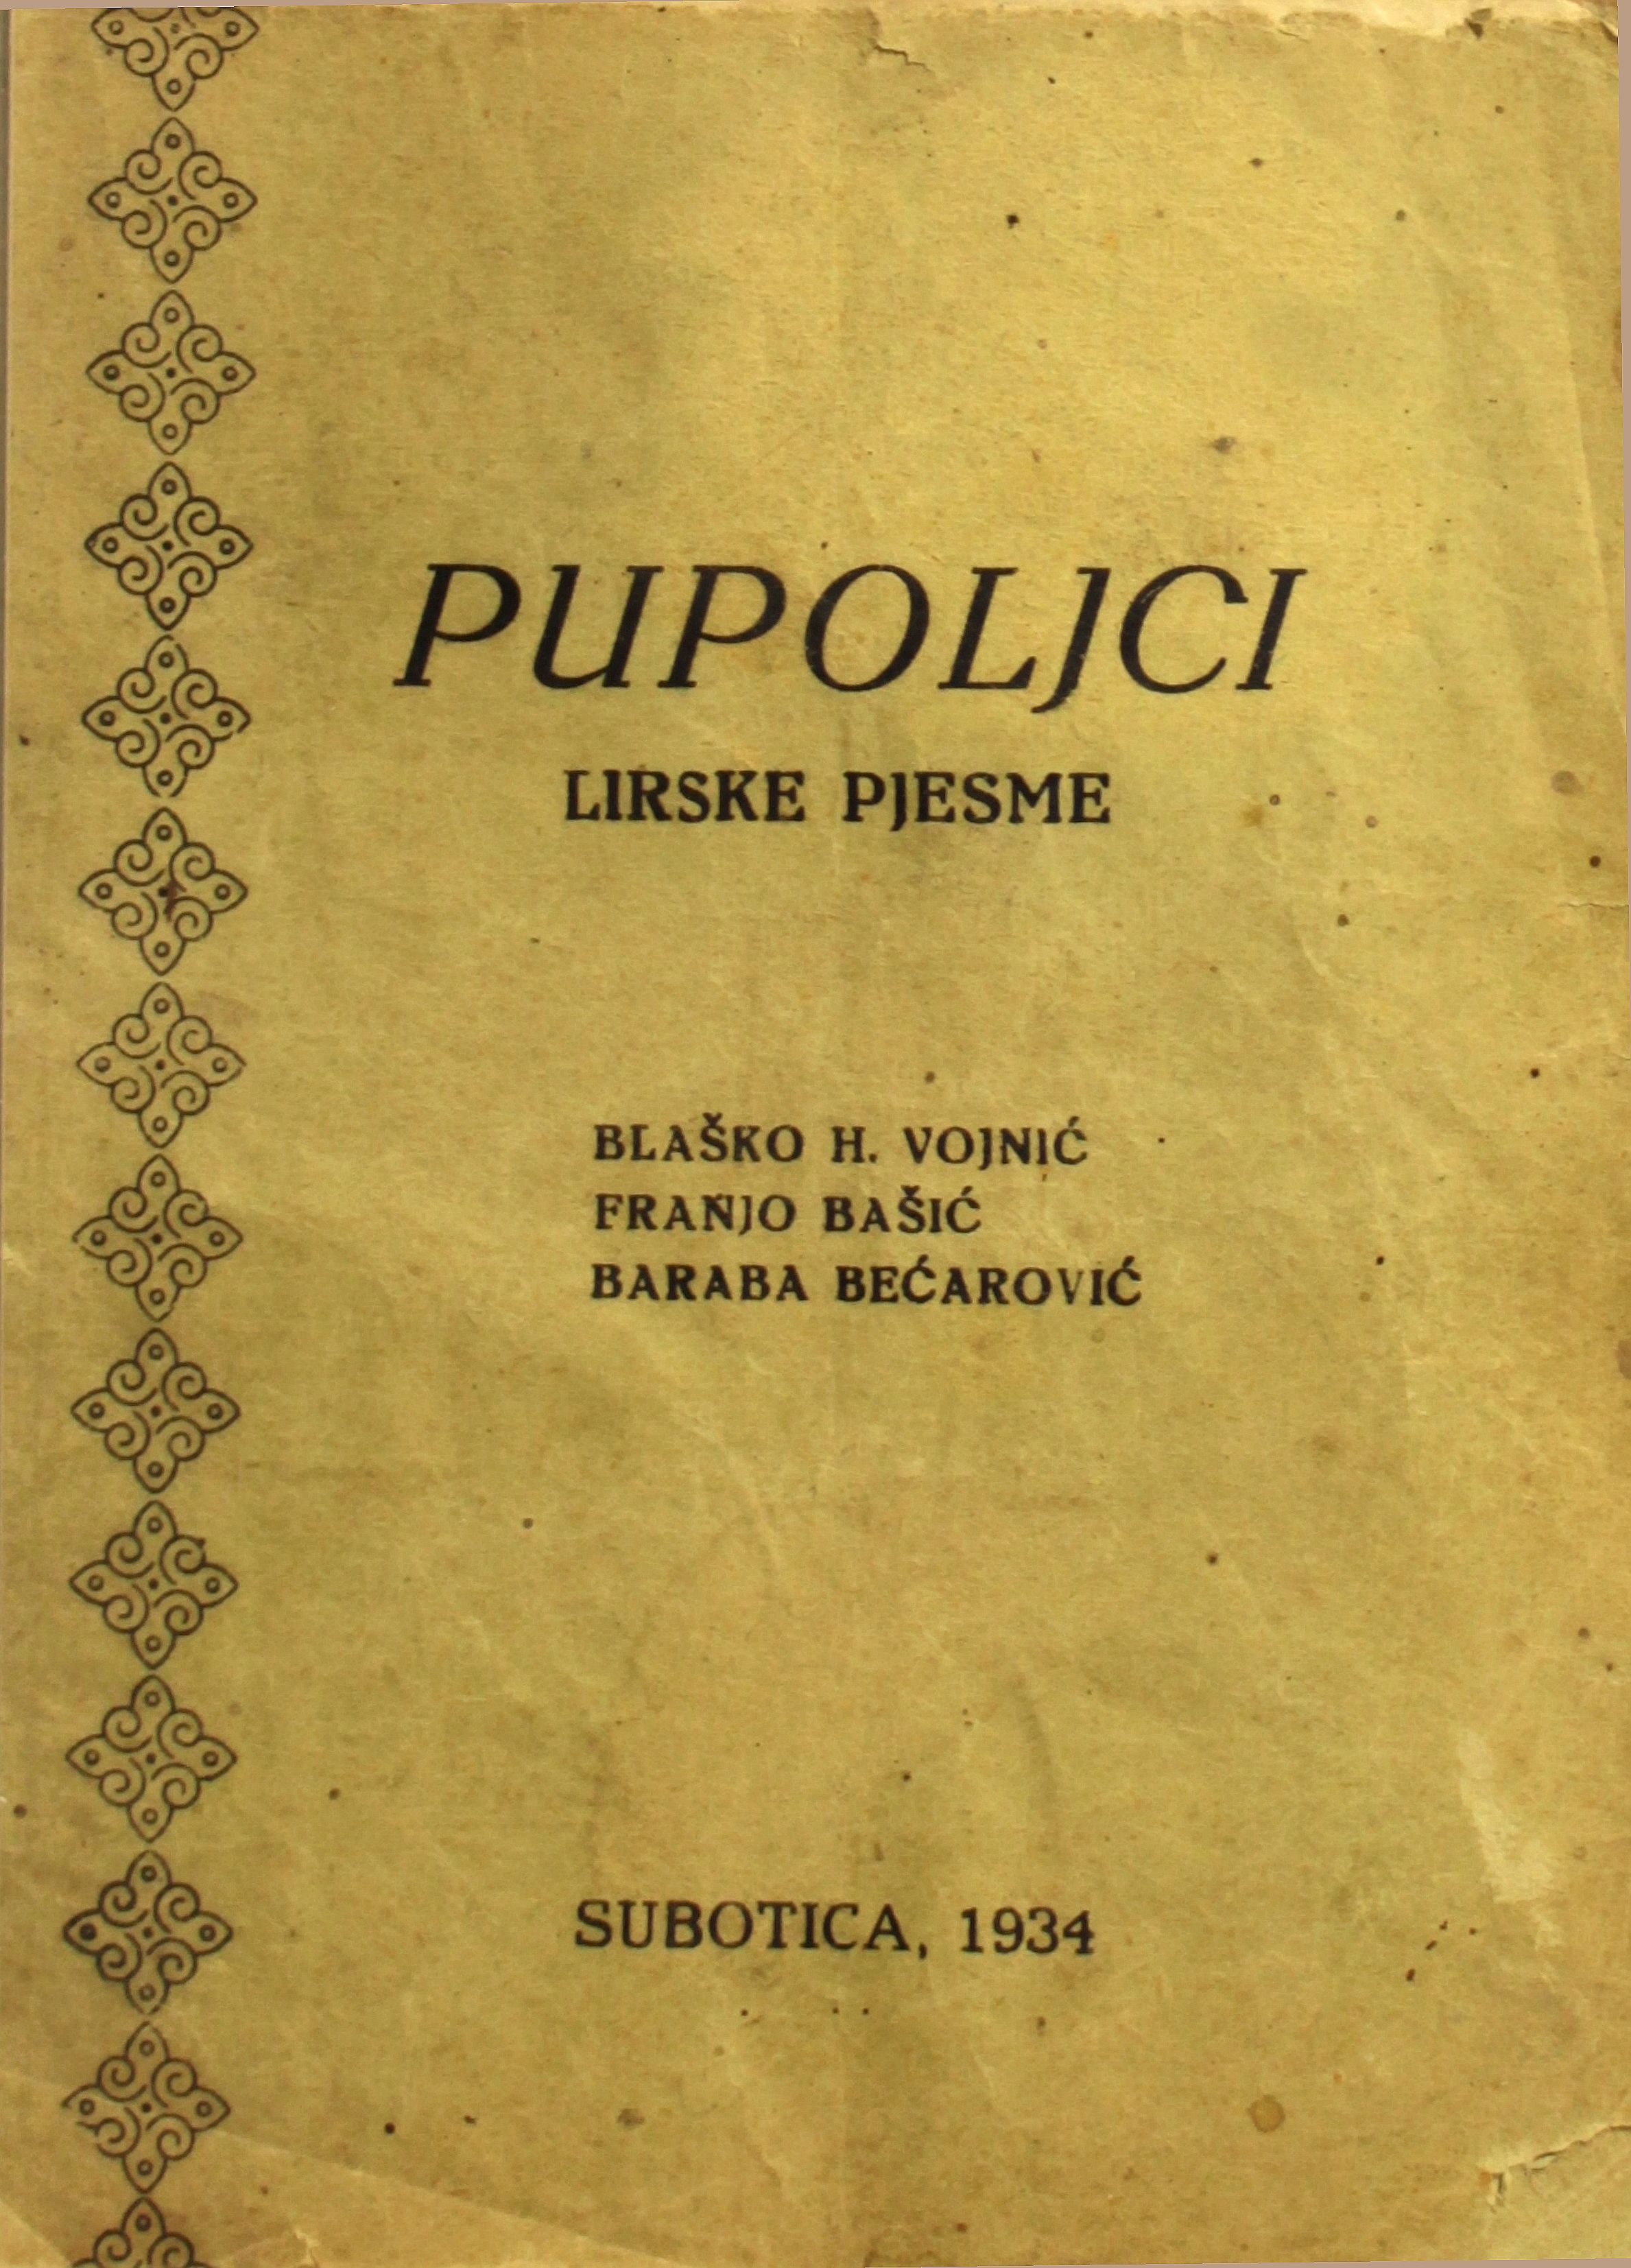 PUPOLJCI
LIRSKE PJESME
BLAŠKO H. VOJNIĆ
FRANJO BAŠIĆ
BARABA BEĆAROVIĆ
SUBOTICA, 1934